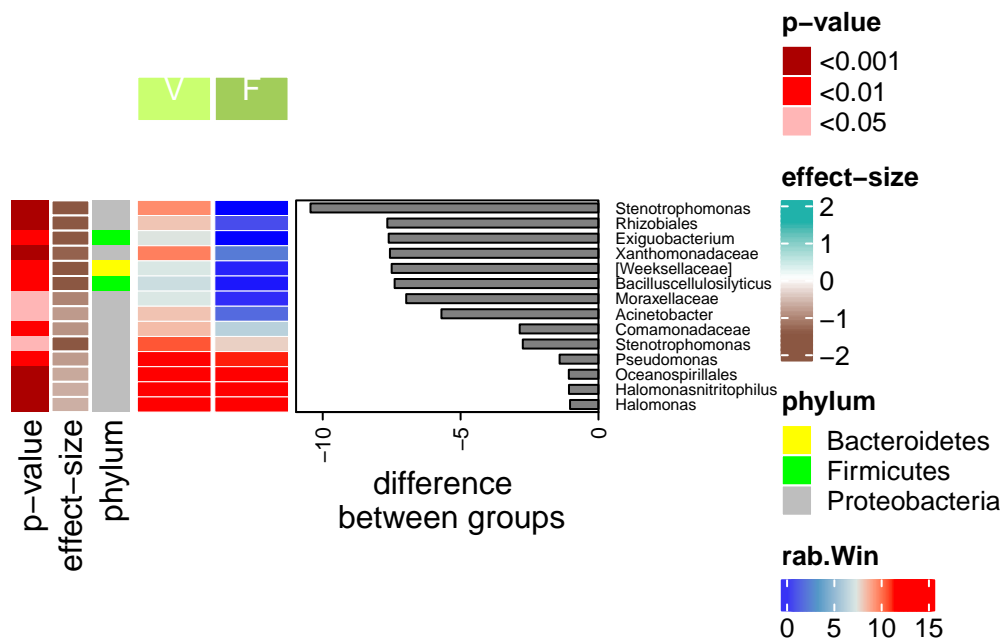 V F
Stenotrophomonas
Rhizobiales
Exiguobacterium
Xanthomonadaceae
[Weeksellaceae]
Bacilluscellulosilyticus
Moraxellaceae
Acinetobacter
Comamonadaceae
Stenotrophomonas
Pseudomonas
Oceanospirillales
Halomonasnitritophilus
Halomonas
p−value
effect−size
phylum
−10
−5
0
difference
between groups
p−value
<0.001
<0.01
<0.05
effect−size
2
1
0
−1
−2
phylum
Bacteroidetes
Firmicutes
Proteobacteria
rab.Win
0 5 10 15